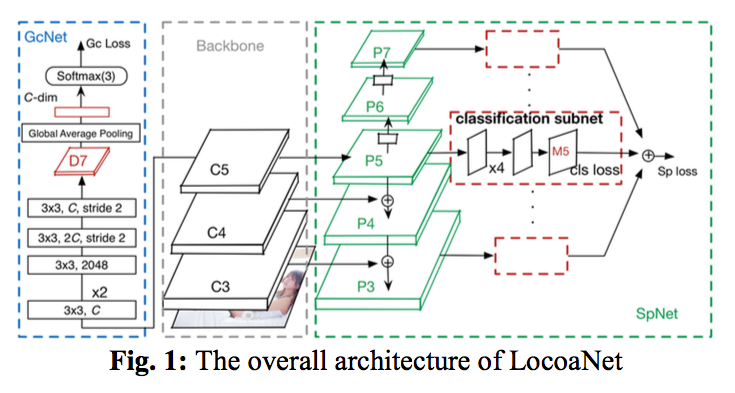 GcNet
Gc Loss
Softmax(3)
C-dim
Global Average Pooling
D7
3x3, C, stride 2
3x3, 2C, stride 2
3x3, 2048
x2
3x3, C
Backbone
C5
C4
C3
P7
P6
P5
P4
P3
classification subnet
x4
M5
cls loss
Sp loss
SpNet
Fig. 1: The overall architecture of LocoaNet